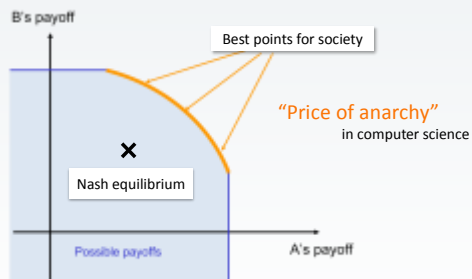 B's payoff
Best points for society
"Price of anarchy"
in computer science
Nash equilibrium
Possible payoffs
A's payoff